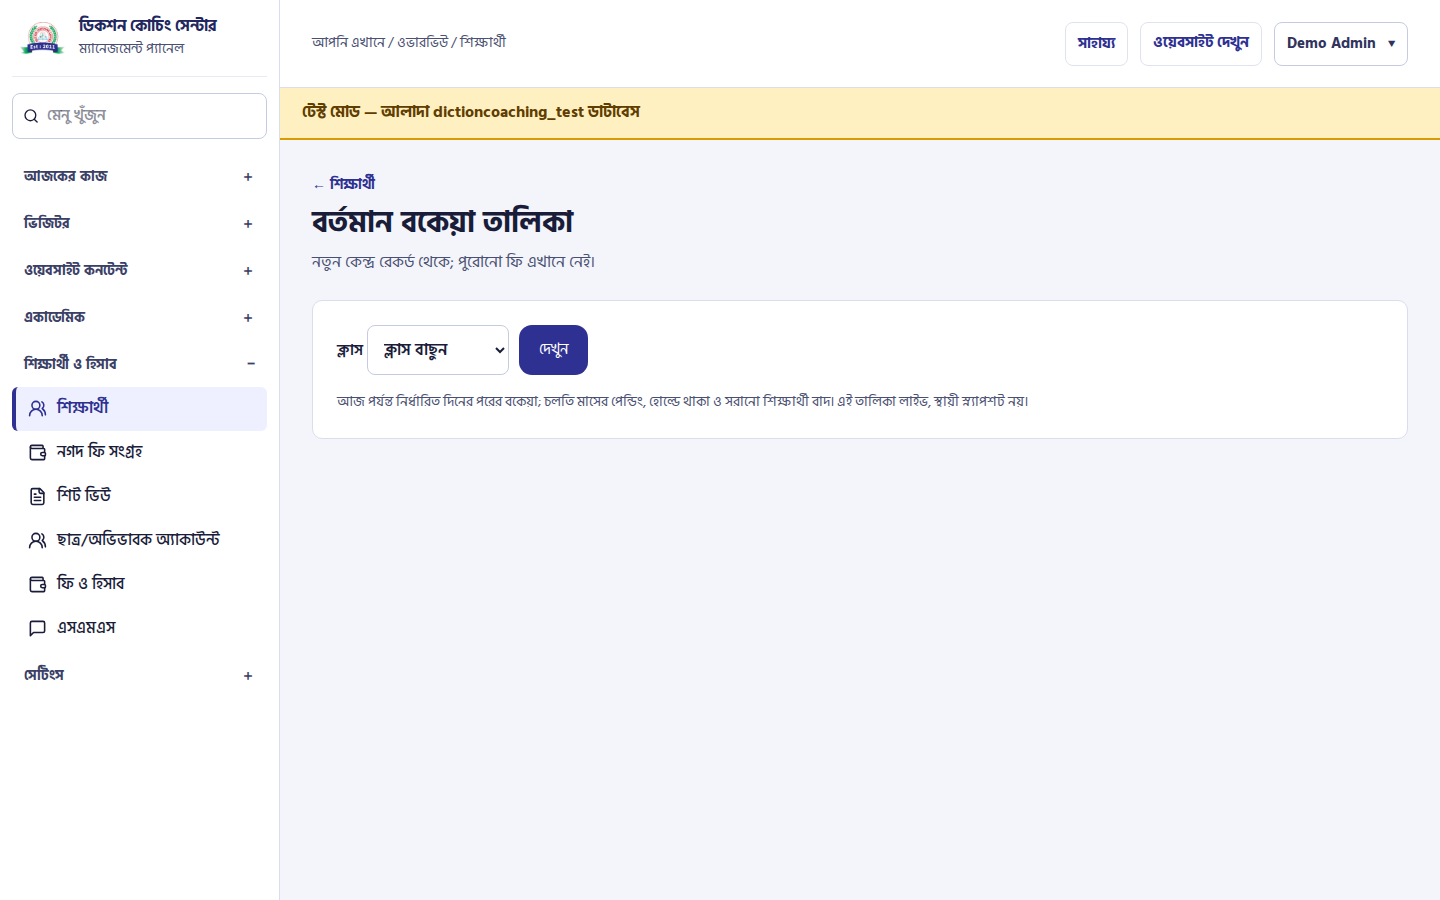 ডিকশন কোচিং সেন্টার
ম্যানেজমেন্ট প্যানেল
Est : 2011
মেনু খুঁজুন
আজকের কাজ +
ভিজিটর +
ওয়েবসাইট কনটেন্ট +
একাডেমিক +
শিক্ষার্থী ও হিসাব −
শিক্ষার্থী
নগদ ফি সংগ্রহ
শিট ভিউ
ছাত্র/অভিভাবক অ্যাকাউন্ট
ফি ও হিসাব
এসএমএস
সেটিংস +
আপনি এখানে / ওভারভিউ / শিক্ষার্থী
সাহায্য
ওয়েবসাইট দেখুন
Demo Admin ▾
টেস্ট মোড — আলাদা dictioncoaching_test ডাটাবেস
← শিক্ষার্থী
বর্তমান বকেয়া তালিকা
নতুন কেন্দ্র রেকর্ড থেকে; পুরোনো ফি এখানে নেই।
ক্লাস ক্লাস বাছুন দেখুন
আজ পর্যন্ত নির্ধারিত দিনের পরের বকেয়া; চলতি মাসের পেন্ডিং, হোল্ডে থাকা ও সরানো শিক্ষার্থী বাদ। এই তালিকা লাইভ, স্থায়ী স্ন্যাপশট নয়।